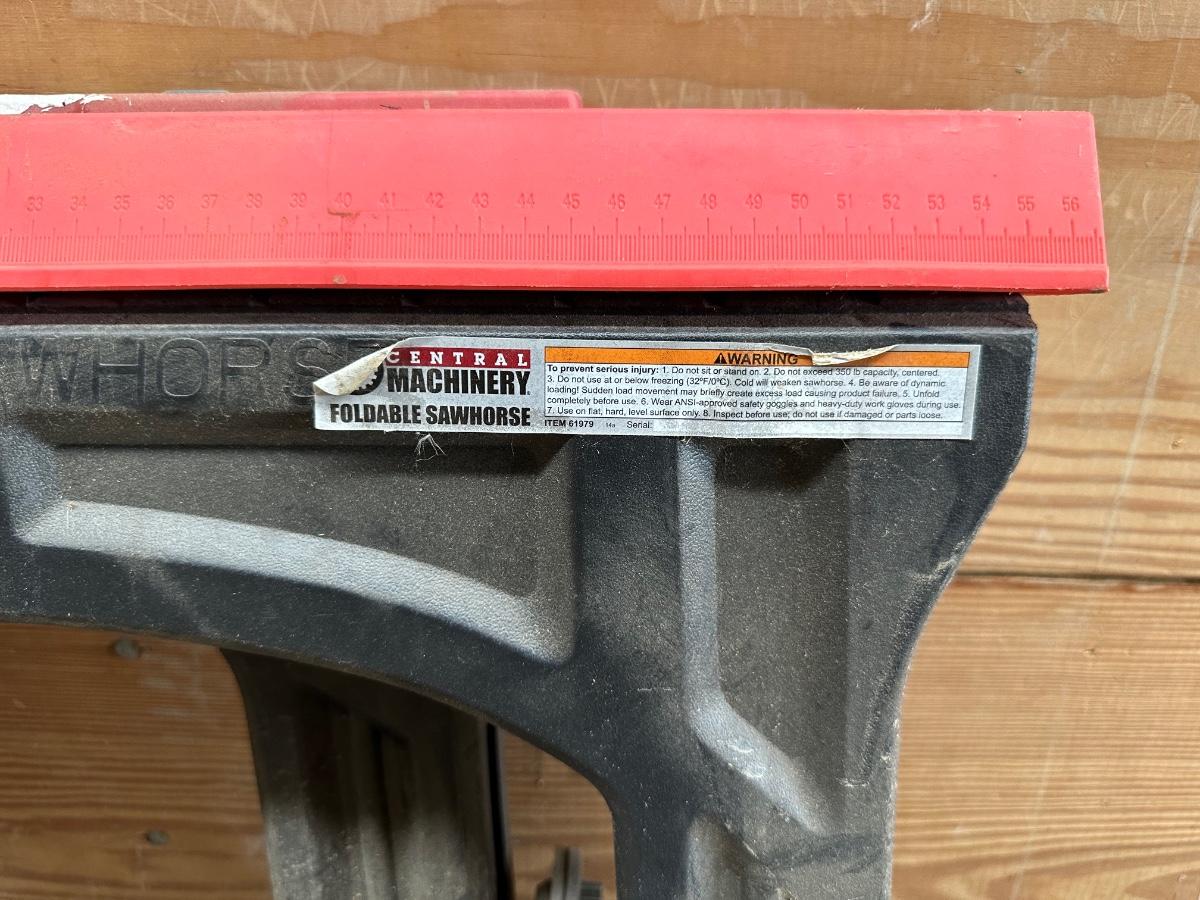 33 34 35 36 37 38 39 40 41 42 43 44 45 46 47 48 49 50 51 52 53 54 55 56
WHORSE
CENTRAL
MACHINERY
FOLDABLE SAWHORSE
WARNING
To prevent serious injury: 1. Do not sit or stand on. 2. Do not exceed 350 lb capacity, centered.
3. Do not use at or below freezing (32ºF/0ºC). Cold will weaken sawhorse. 4. Be aware of dynamic
loading! Sudden load movement may briefly create excess load causing product failure. 5. Unfold
completely before use. 6. Wear ANSI-approved safety goggles and heavy-duty work gloves during use.
7. Use on flat, hard, level surface only. 8. Inspect before use; do not use if damaged or parts loose.
ITEM 61979 14a Serial: